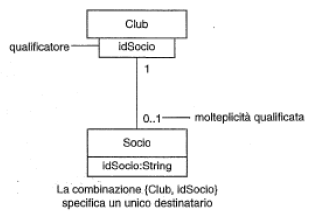 Club
qualificatore
idSocio
1
0..1
molteplicità qualificata
Socio
idSocio:String
La combinazione {Club, idSocio}
specifica un unico destinatario